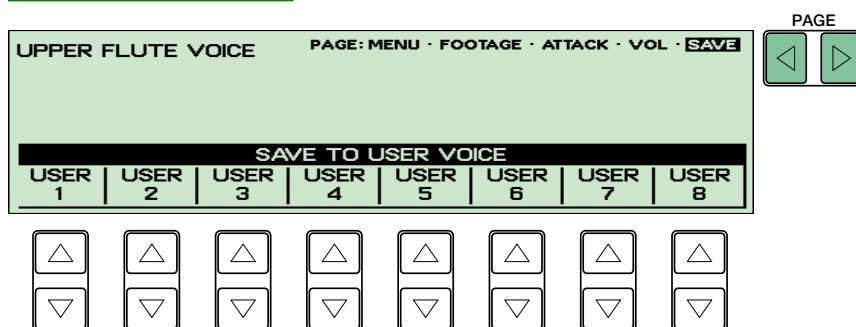 PAGE
UPPER FLUTE VOICE
PAGE: MENU · FOOTAGE · ATTACK · VOL · SAVE
SAVE TO USER VOICE
USER 1 USER 2 USER 3 USER 4 USER 5 USER 6 USER 7 USER 8